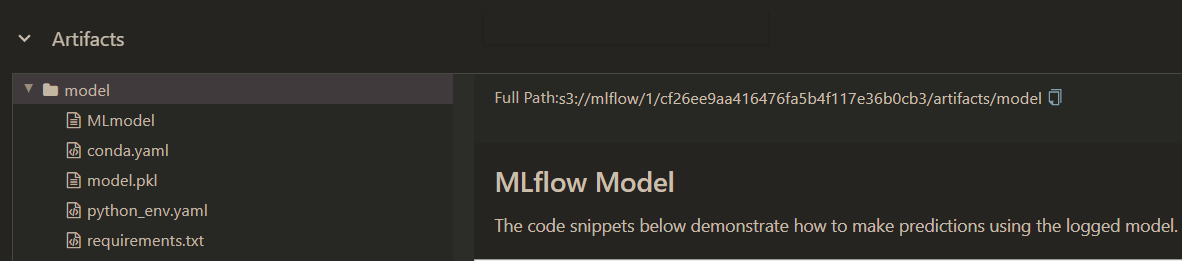 Artifacts
model
MLmodel
conda.yaml
model.pkl
python_env.yaml
requirements.txt
Full Path:s3://mlflow/1/cf26ee9aa416476fa5b4f117e36b0cb3/artifacts/model
MLflow Model
The code snippets below demonstrate how to make predictions using the logged model.